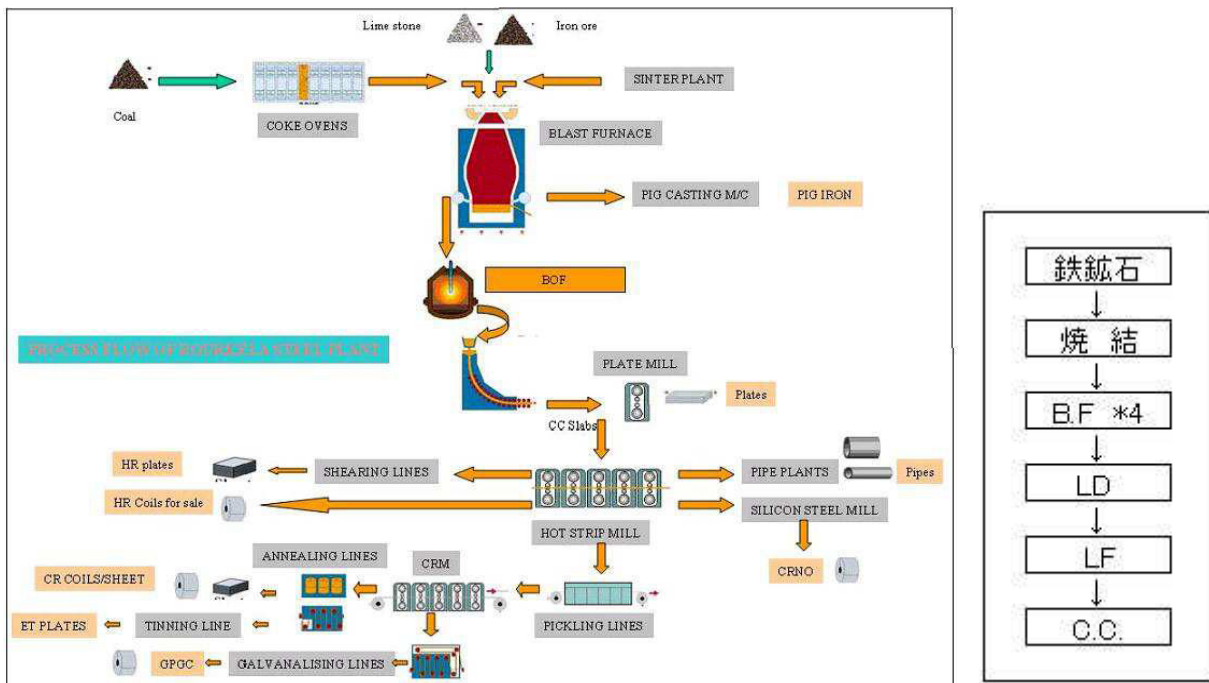 Lime stone
Iron ore
Coal
COKE OVENS
SINTER PLANT
BLAST FURNACE
PIG CASTING M/C
PIG IRON
BOF
PROCESS FLOW OF ROURKELA STEEL PLANT
PLATE MILL
Plates
CC Slabs
HR plates
SHEARING LINES
PIPE PLANTS
Pipes
HR Coils for sale
SILICON STEEL MILL
HOT STRIP MILL
ANNEALING LINES
CRM
CRNO
CR COILS/SHEET
ET PLATES
TINNING LINE
PICKLING LINES
GPGC
GALVANALISING LINES
鉄鉱石
焼 結
B.F *4
LD
LF
C.C.